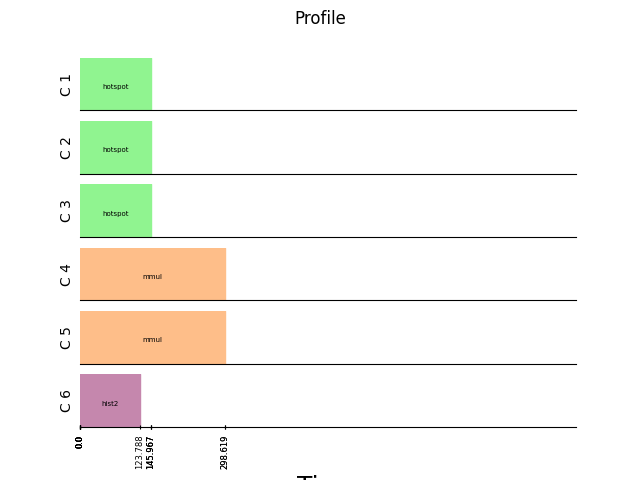 Profile
C 1
hotspot
C 2
hotspot
C 3
hotspot
C 4
mmul
C 5
mmul
C 6
hist2
0.0
123.788
145.967
298.619